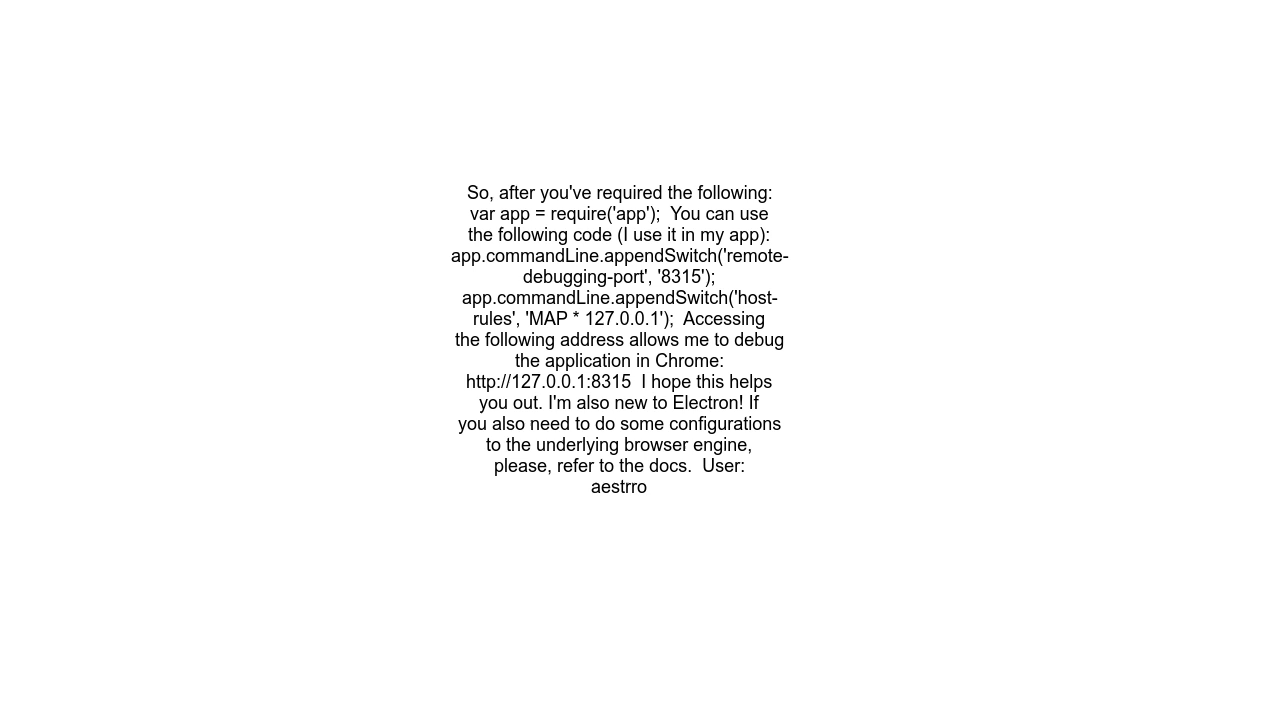 So, after you've required the following:
var app = require('app');  You can use
the following code (I use it in my app):
app.commandLine.appendSwitch('remote-
debugging-port', '8315');
app.commandLine.appendSwitch('host-
rules', 'MAP * 127.0.0.1');  Accessing
the following address allows me to debug
the application in Chrome:
http://127.0.0.1:8315  I hope this helps
you out. I'm also new to Electron! If
you also need to do some configurations
to the underlying browser engine,
please, refer to the docs.  User:
aestrro